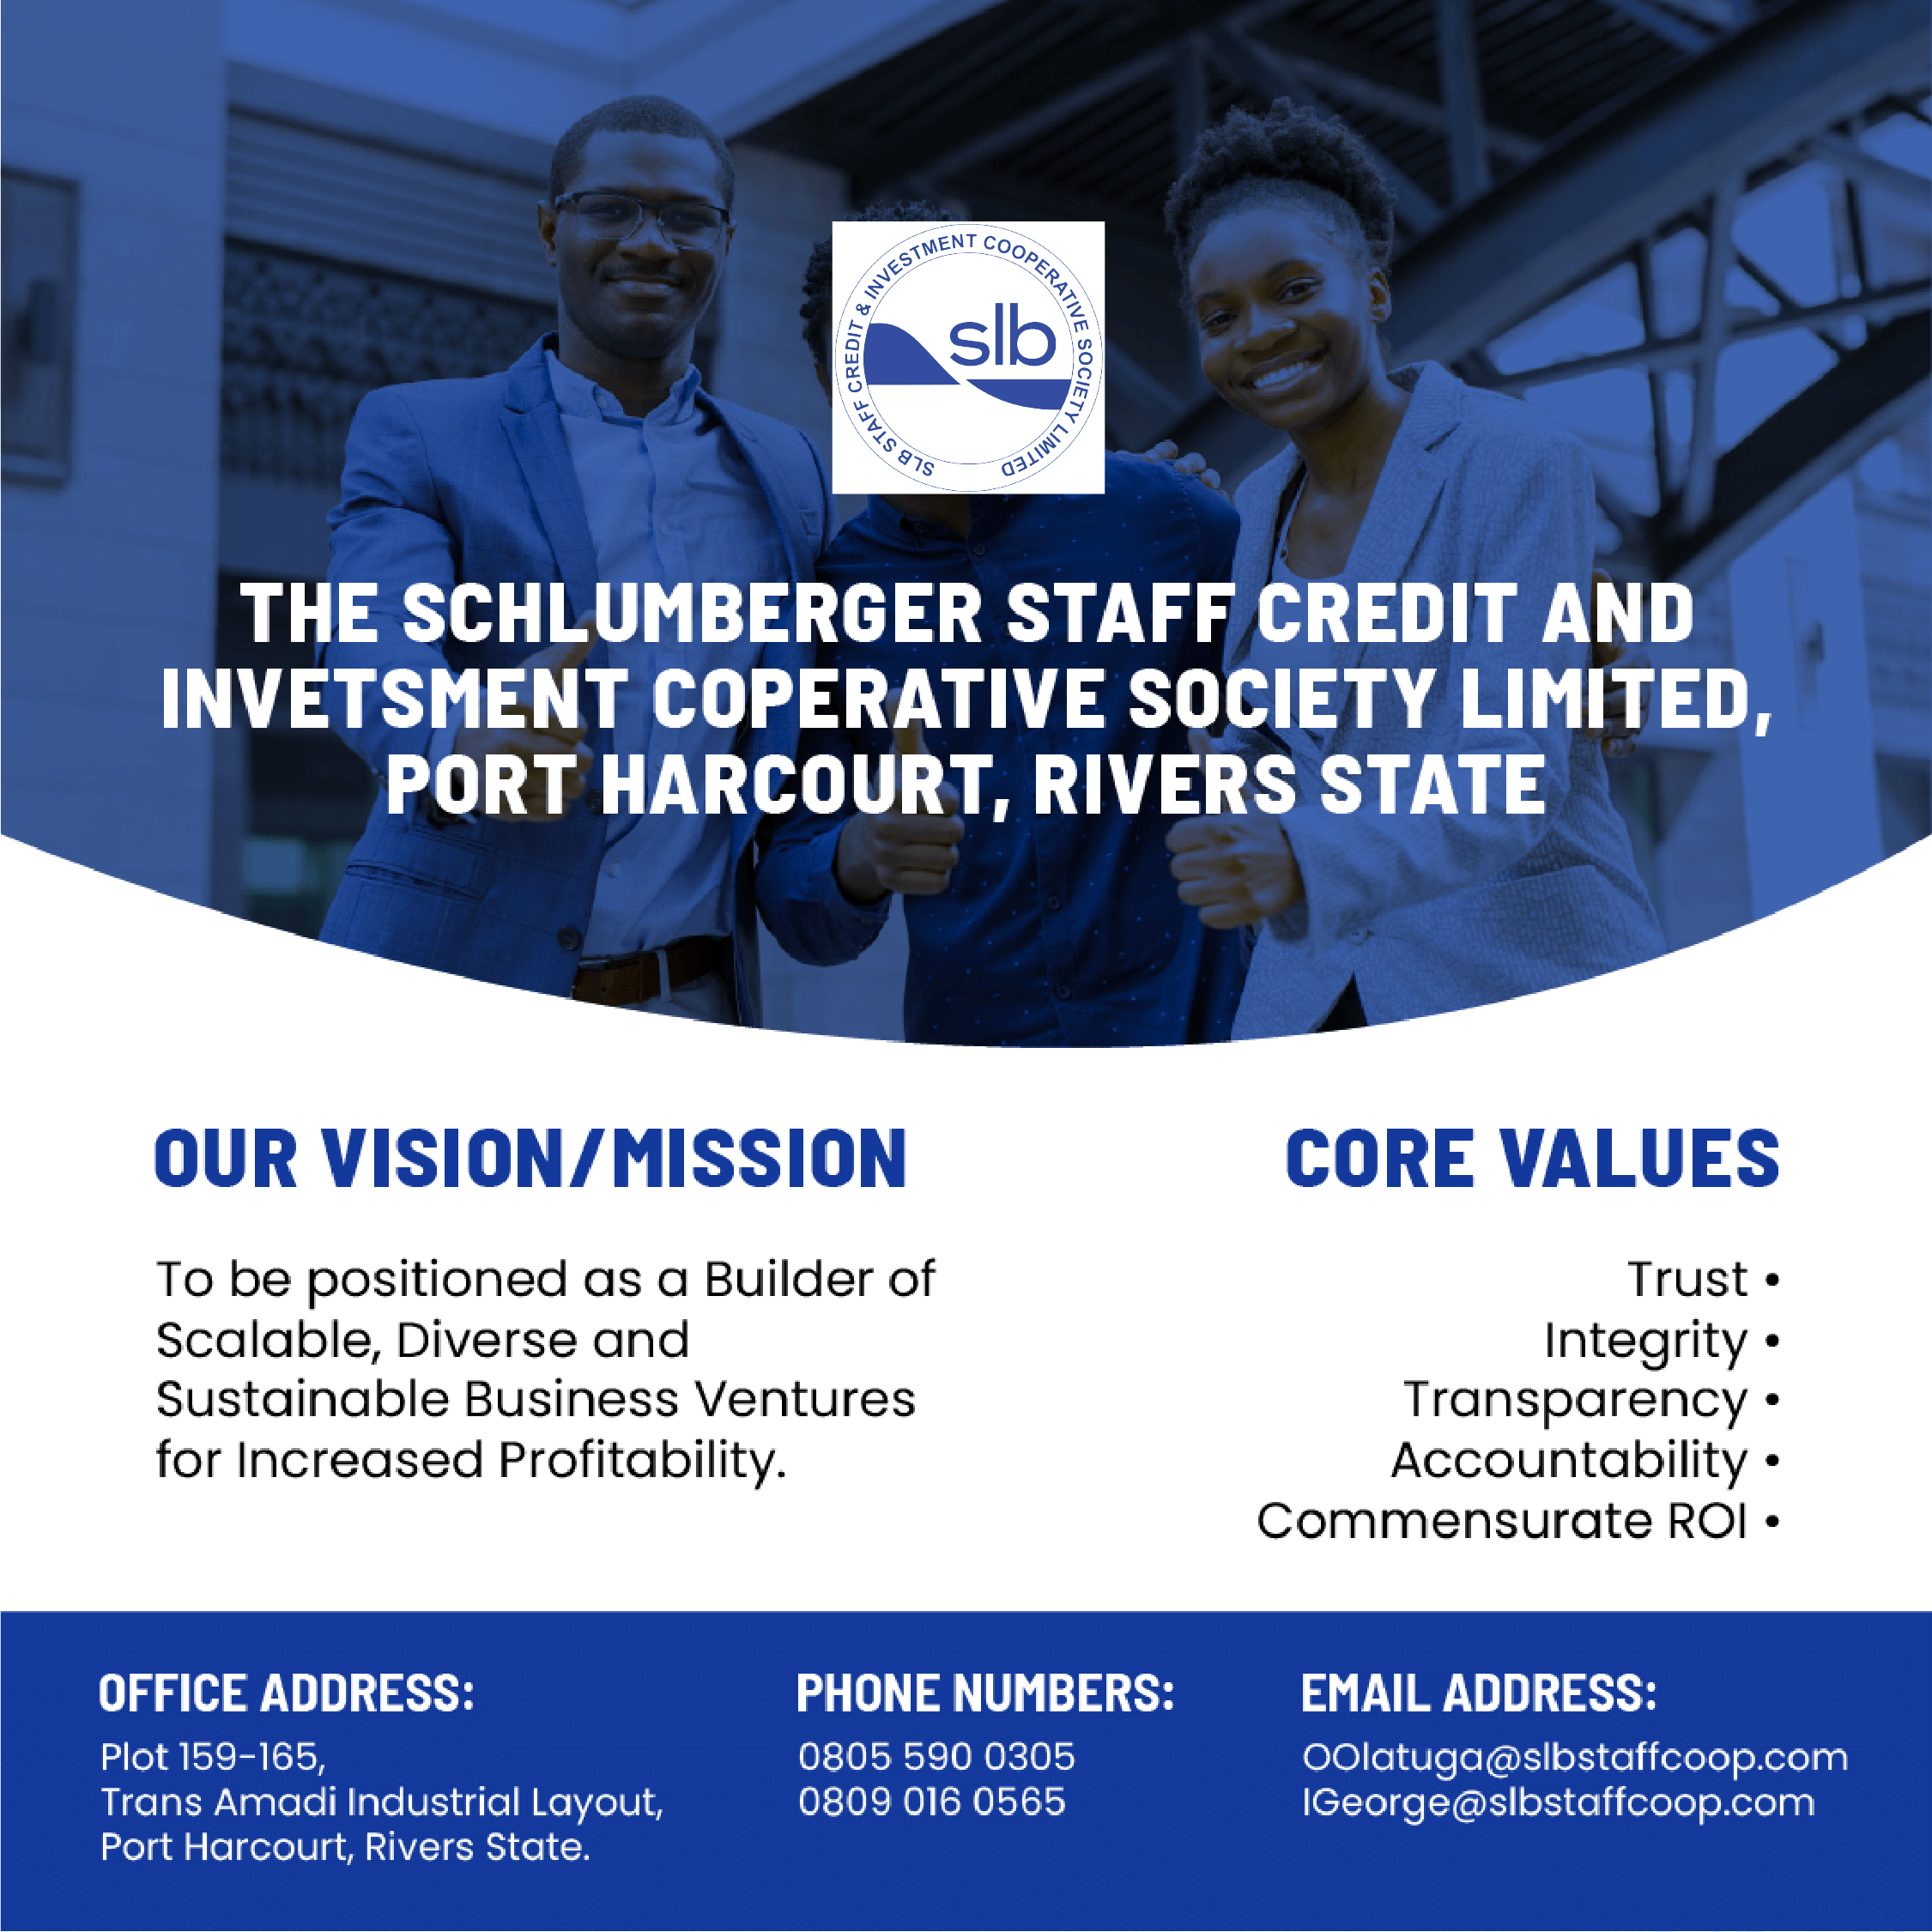 SLB STAFF CREDIT & INVESTMENT COOPERATIVE SOCIETY LIMITED
slb
THE SCHLUMBERGER STAFF CREDIT AND
INVETSMENT COPERATIVE SOCIETY LIMITED,
PORT HARCOURT, RIVERS STATE
OUR VISION/MISSION
To be positioned as a Builder of
Scalable, Diverse and
Sustainable Business Ventures
for Increased Profitability.
CORE VALUES
Trust •
Integrity •
Transparency •
Accountability •
Commensurate ROI •
OFFICE ADDRESS:
Plot 159-165,
Trans Amadi Industrial Layout,
Port Harcourt, Rivers State.
PHONE NUMBERS:
0805 590 0305
0809 016 0565
EMAIL ADDRESS:
OOlatuga@slbstaffcoop.com
IGeorge@slbstaffcoop.com